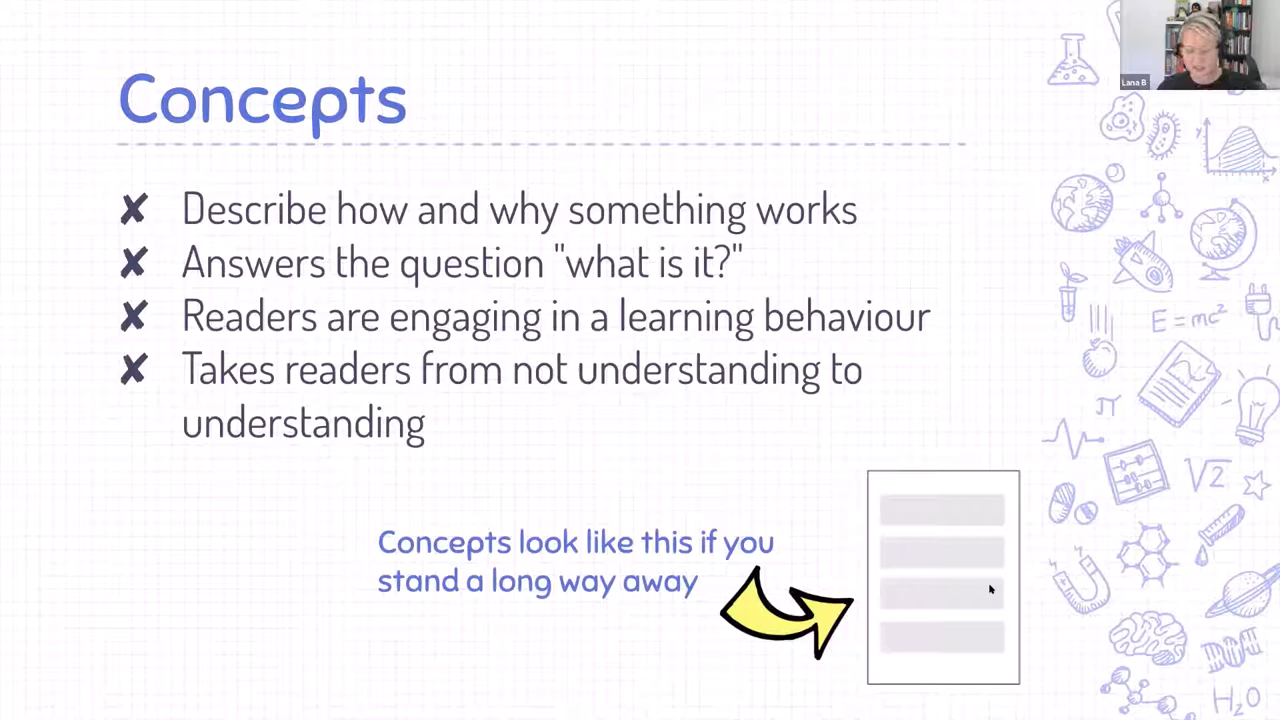 Lana B
Concepts
✘ Describe how and why something works
✘ Answers the question "what is it?"
✘ Readers are engaging in a learning behaviour
✘ Takes readers from not understanding to
understanding
Concepts look like this if you
stand a long way away
y
x
E=mc²
π
√2
H₂O